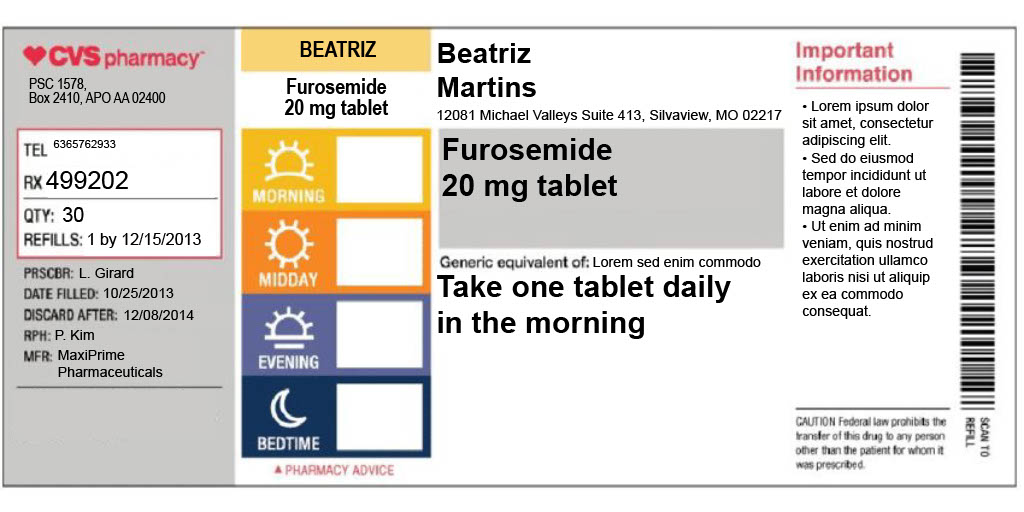 CVS pharmacy™
PSC 1578,
Box 2410, APO AA 02400
TEL 6365762933
RX 499202
QTY: 30
REFILLS: 1 by 12/15/2013
PRSCBR: L. Girard
DATE FILLED: 10/25/2013
DISCARD AFTER: 12/08/2014
RPH: P. Kim
MFR: MaxiPrime
Pharmaceuticals
BEATRIZ
Furosemide
20 mg tablet
MORNING
MIDDAY
EVENING
BEDTIME
▲ PHARMACY ADVICE
Beatriz
Martins
12081 Michael Valleys Suite 413, Silvaview, MO 02217
Furosemide
20 mg tablet
Generic equivalent of: Lorem sed enim commodo
Take one tablet daily
in the morning
Important
Information
• Lorem ipsum dolor
sit amet, consectetur
adipiscing elit.
• Sed do eiusmod
tempor incididunt ut
labore et dolore
magna aliqua.
• Ut enim ad minim
veniam, quis nostrud
exercitation ullamco
laboris nisi ut aliquip
ex ea commodo
consequat.
CAUTION Federal law prohibits the
transfer of this drug to any person
other than the patient for whom it
was prescribed.
SCAN TO
REFILL